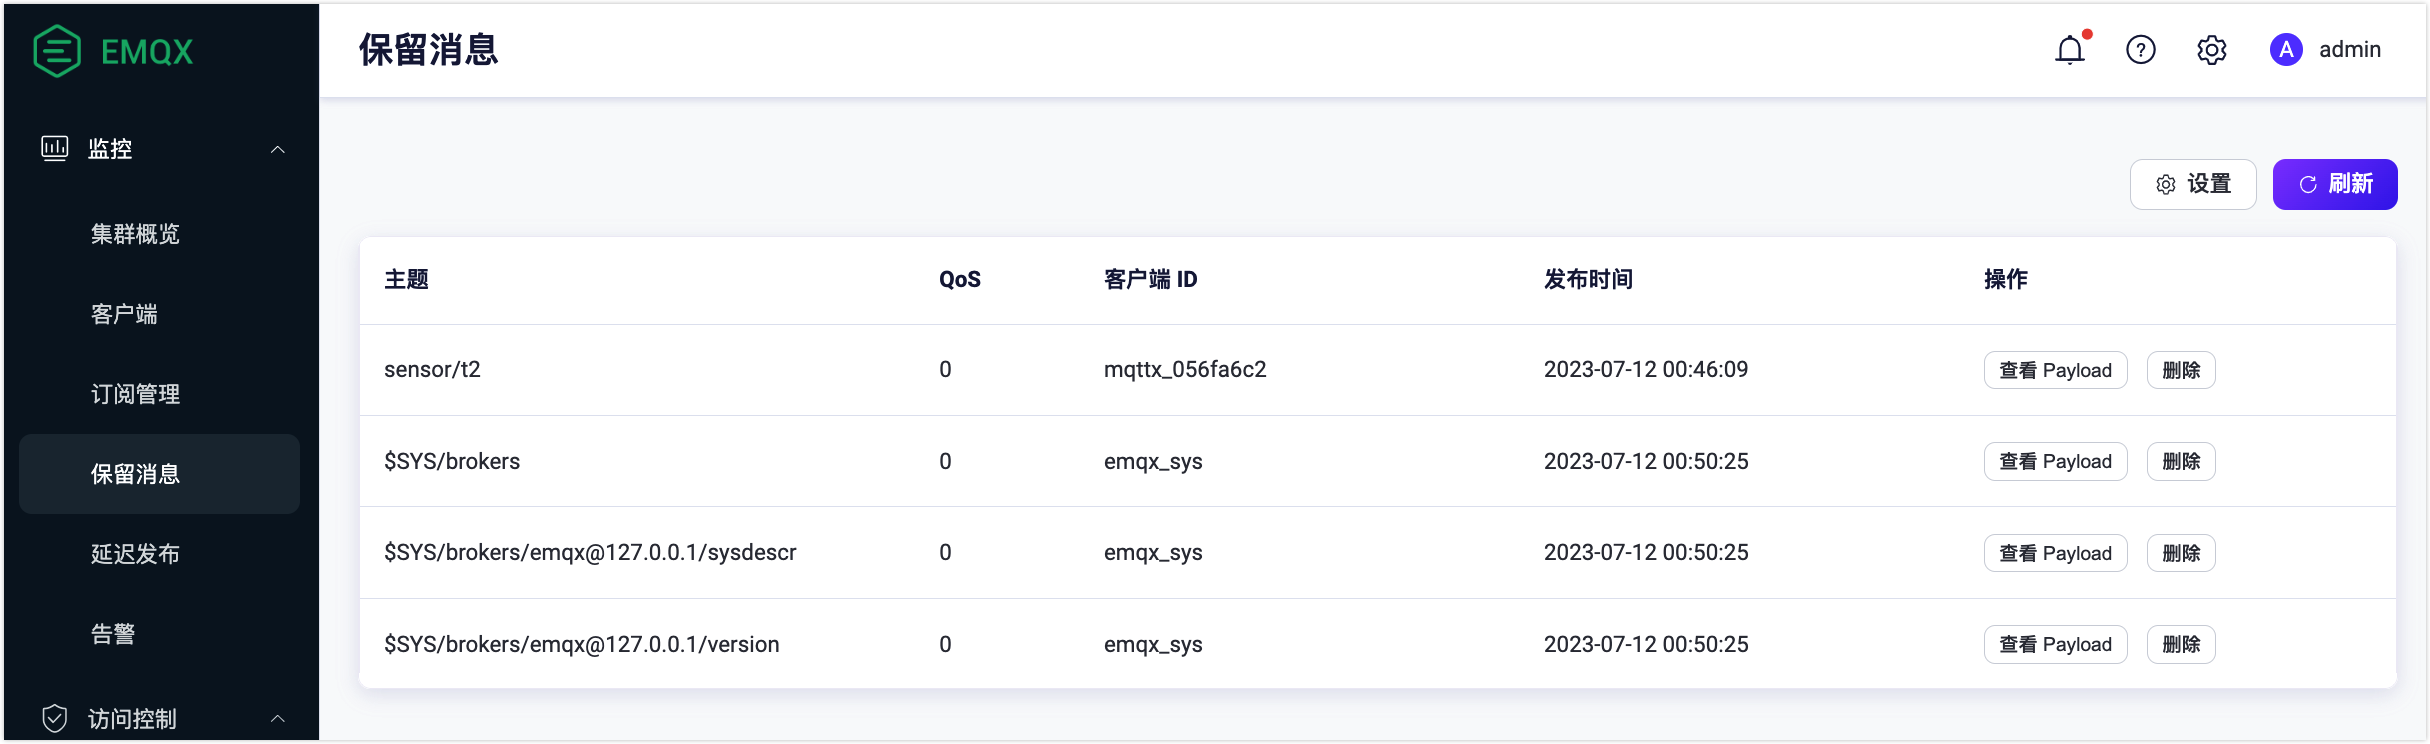 EMQX
监控
集群概览
客户端
订阅管理
保留消息
延迟发布
告警
访问控制
保留消息
A admin
设置 刷新
主题 QoS 客户端 ID 发布时间 操作
sensor/t2 0 mqttx_056fa6c2 2023-07-12 00:46:09 查看 Payload 删除
$SYS/brokers 0 emqx_sys 2023-07-12 00:50:25 查看 Payload 删除
$SYS/brokers/emqx@127.0.0.1/sysdescr 0 emqx_sys 2023-07-12 00:50:25 查看 Payload 删除
$SYS/brokers/emqx@127.0.0.1/version 0 emqx_sys 2023-07-12 00:50:25 查看 Payload 删除